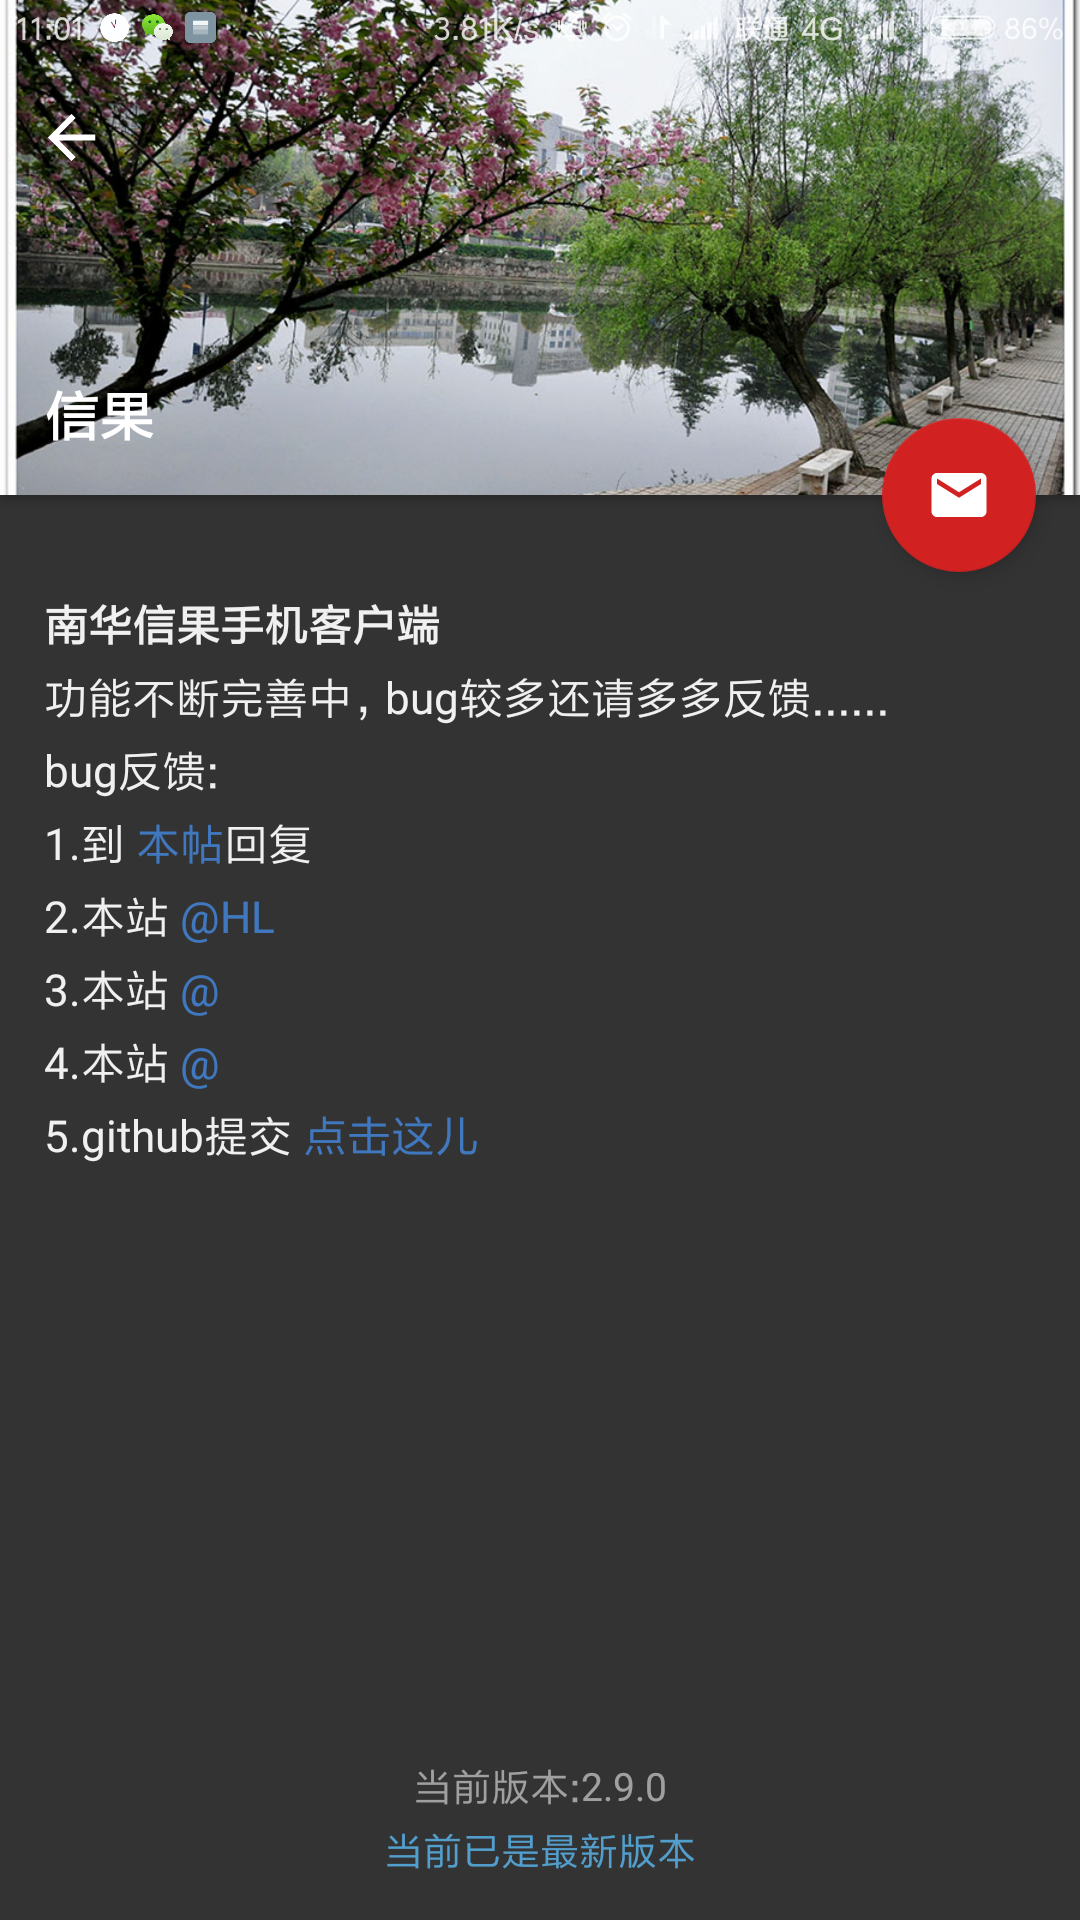 11:01 3.81K/s 联通 4G 86%
信果
南华信果手机客户端
功能不断完善中, bug较多还请多多反馈......
bug反馈:
1.到 本帖回复
2.本站 @HL
3.本站 @
4.本站 @
5.github提交 点击这儿
当前版本:2.9.0
当前已是最新版本